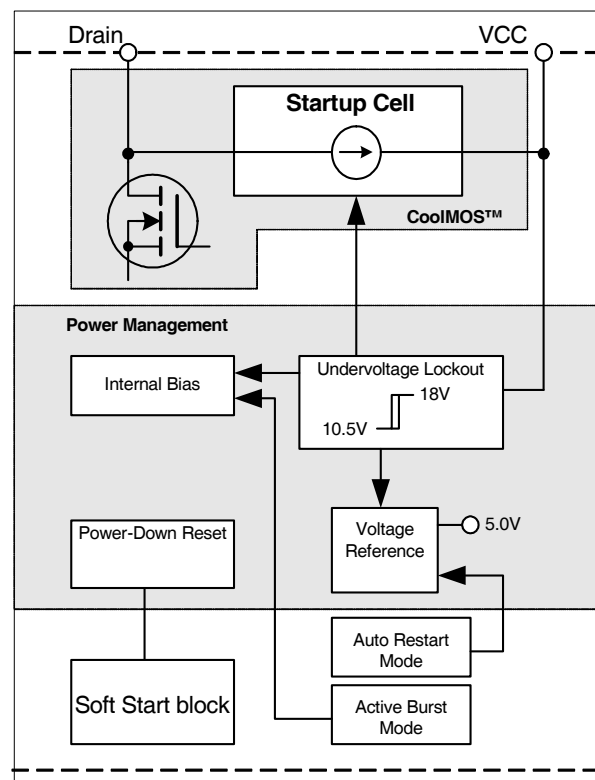 Drain
VCC
Startup Cell
CoolMOS™
Power Management
Internal Bias
Undervoltage Lockout
18V
10.5V
Power-Down Reset
Voltage
Reference
5.0V
Auto Restart
Mode
Soft Start block
Active Burst
Mode